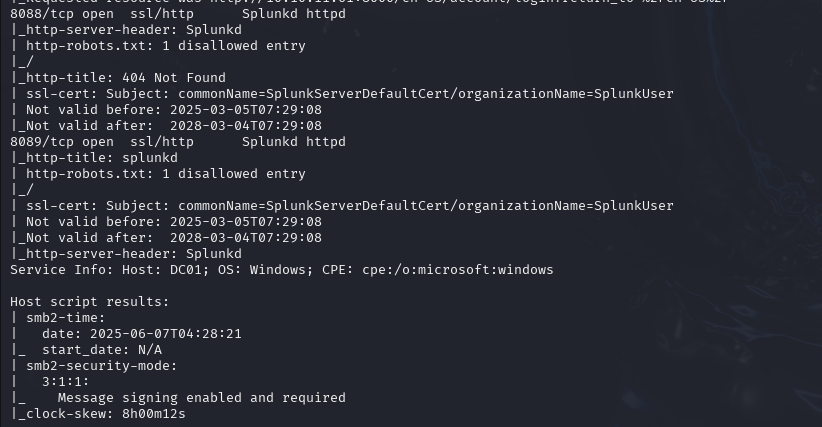 8088/tcp open  ssl/http      Splunkd httpd
|_http-server-header: Splunkd
| http-robots.txt: 1 disallowed entry
|_/
|_http-title: 404 Not Found
| ssl-cert: Subject: commonName=SplunkServerDefaultCert/organizationName=SplunkUser
| Not valid before: 2025-03-05T07:29:08
|_Not valid after:  2028-03-04T07:29:08
8089/tcp open  ssl/http      Splunkd httpd
|_http-title: splunkd
| http-robots.txt: 1 disallowed entry
|_/
| ssl-cert: Subject: commonName=SplunkServerDefaultCert/organizationName=SplunkUser
| Not valid before: 2025-03-05T07:29:08
|_Not valid after:  2028-03-04T07:29:08
|_http-server-header: Splunkd
Service Info: Host: DC01; OS: Windows; CPE: cpe:/o:microsoft:windows
Host script results:
| smb2-time:
|   date: 2025-06-07T04:28:21
|_  start_date: N/A
| smb2-security-mode:
|   3:1:1:
|_    Message signing enabled and required
|_clock-skew: 8h00m12s